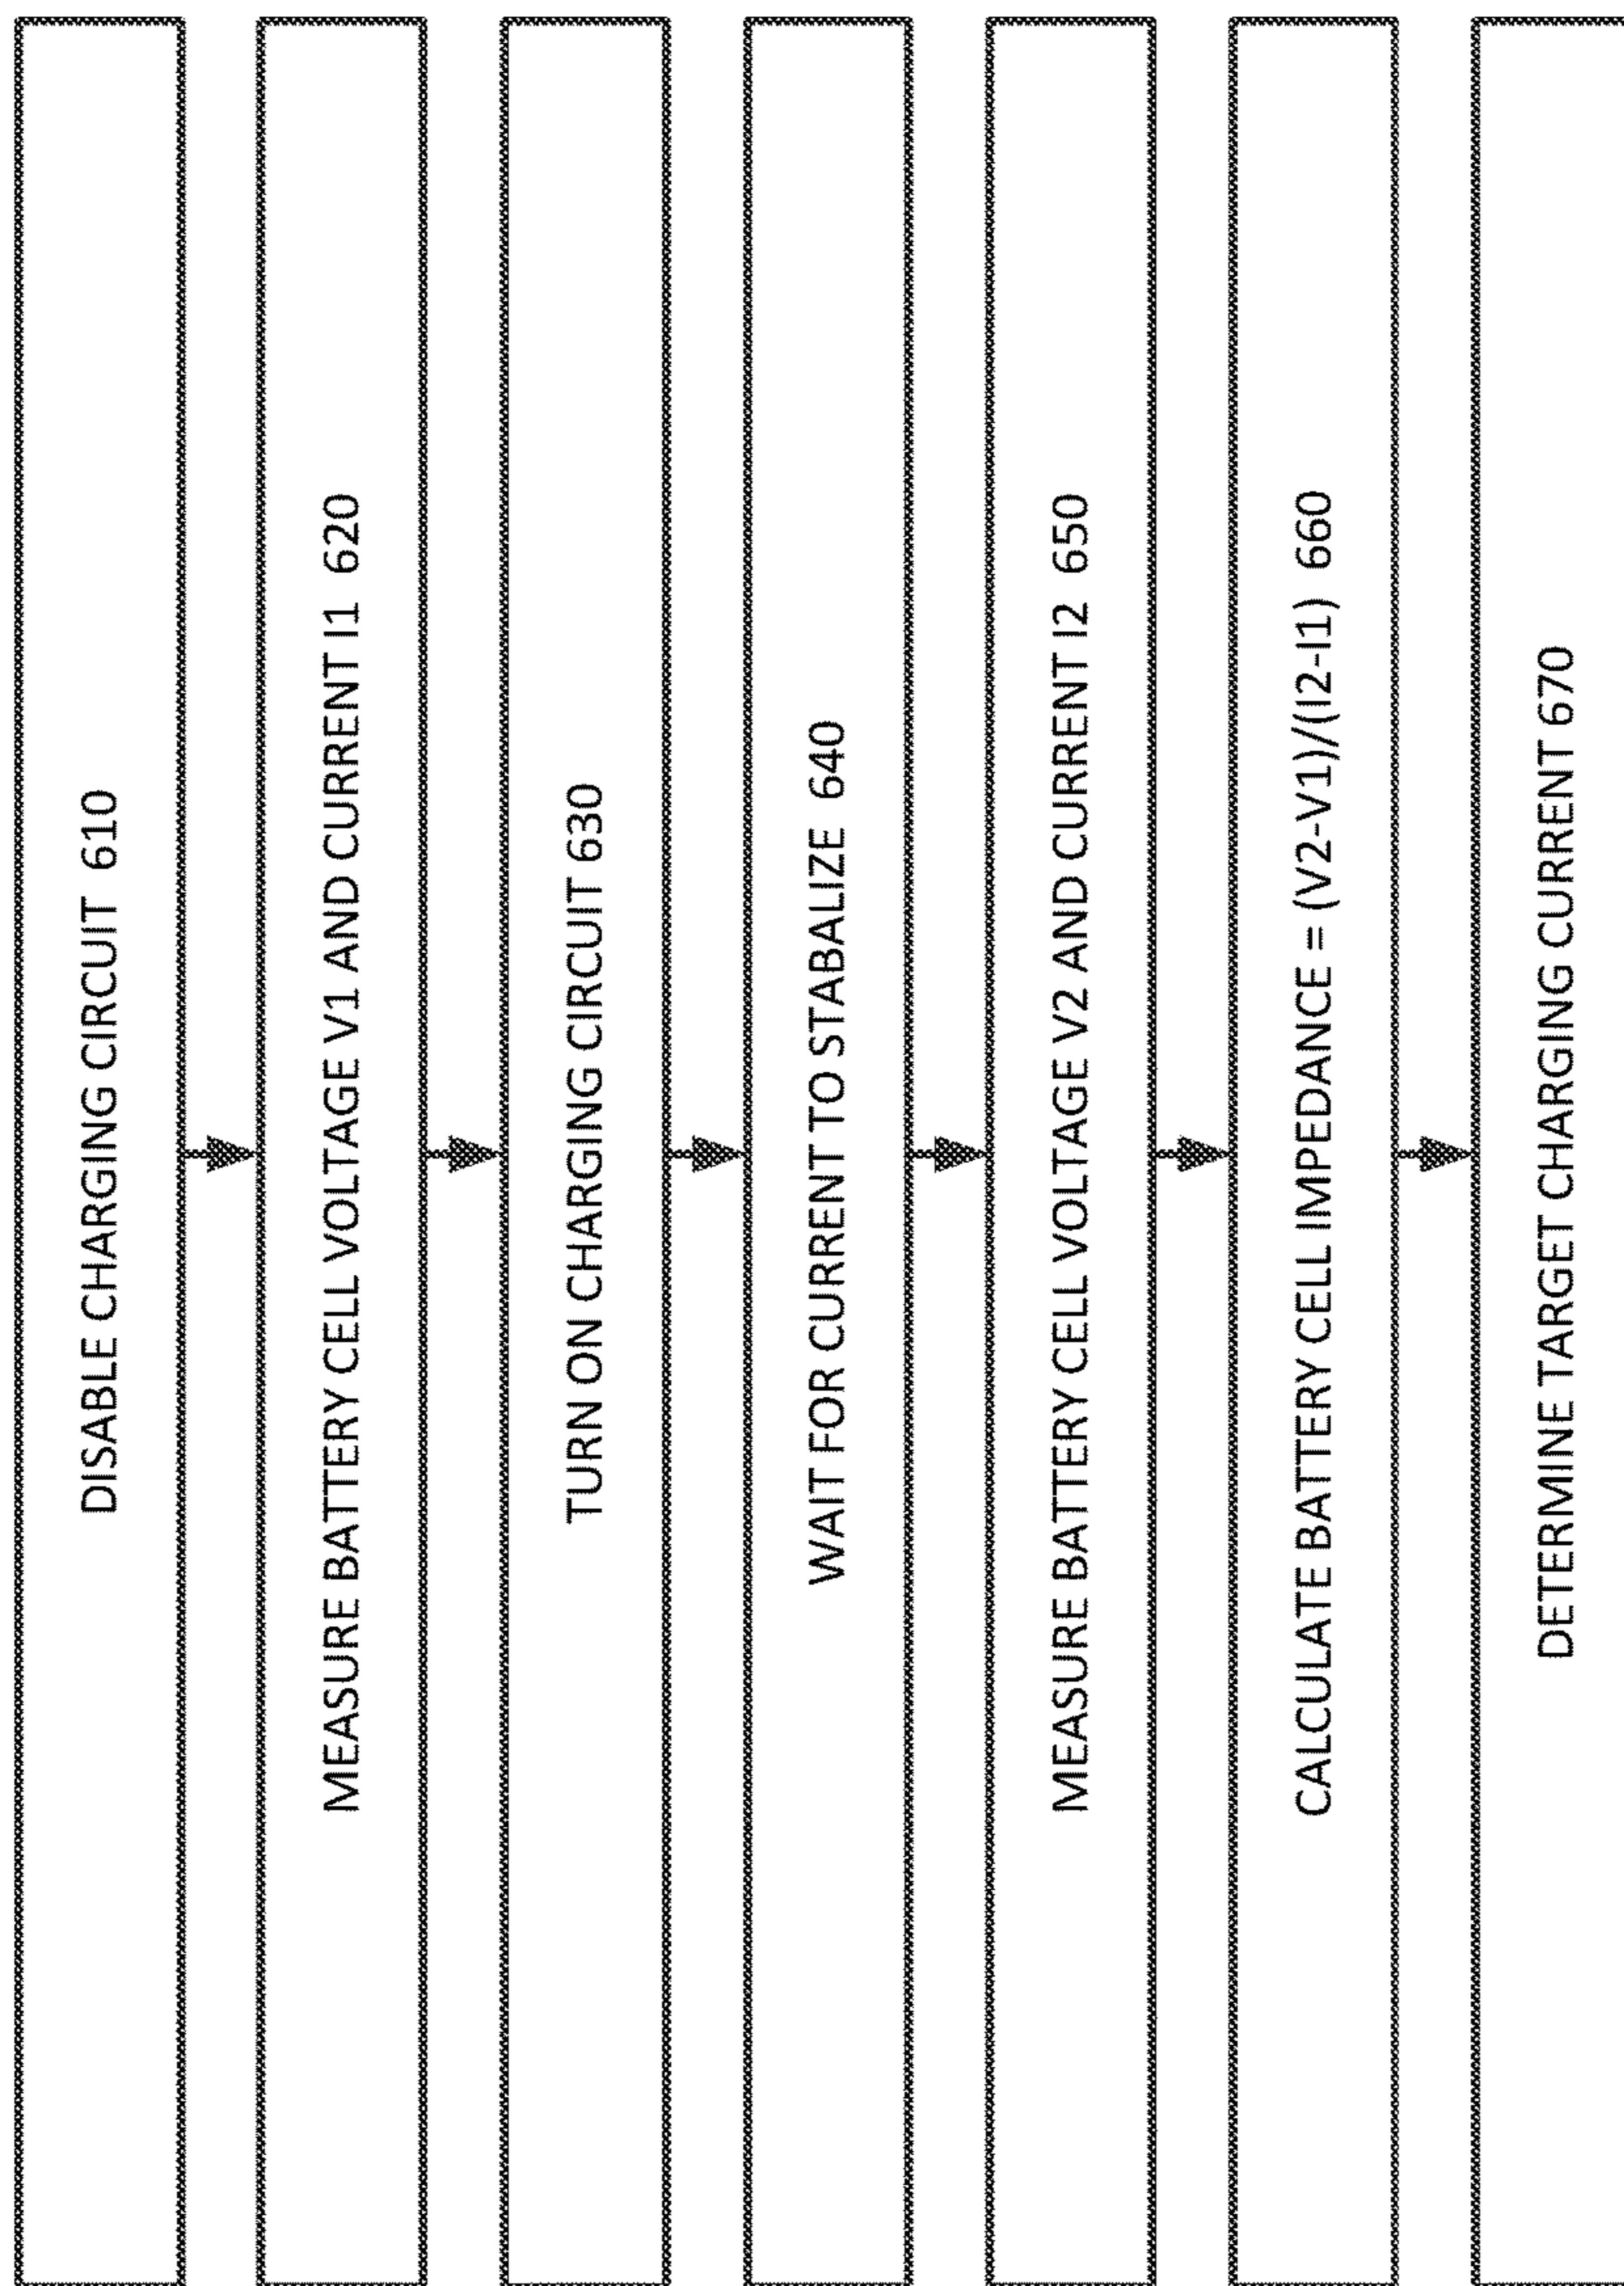 DISABLE CHARGING CIRCUIT 610
MEASURE BATTERY CELL VOLTAGE V1 AND CURRENT I1 620
TURN ON CHARGING CIRCUIT 630
WAIT FOR CURRENT TO STABALIZE 640
MEASURE BATTERY CELL VOLTAGE V2 AND CURRENT I2 650
CALCULATE BATTERY CELL IMPEDANCE = (V2-V1)/(I2-I1) 660
DETERMINE TARGET CHARGING CURRENT 670